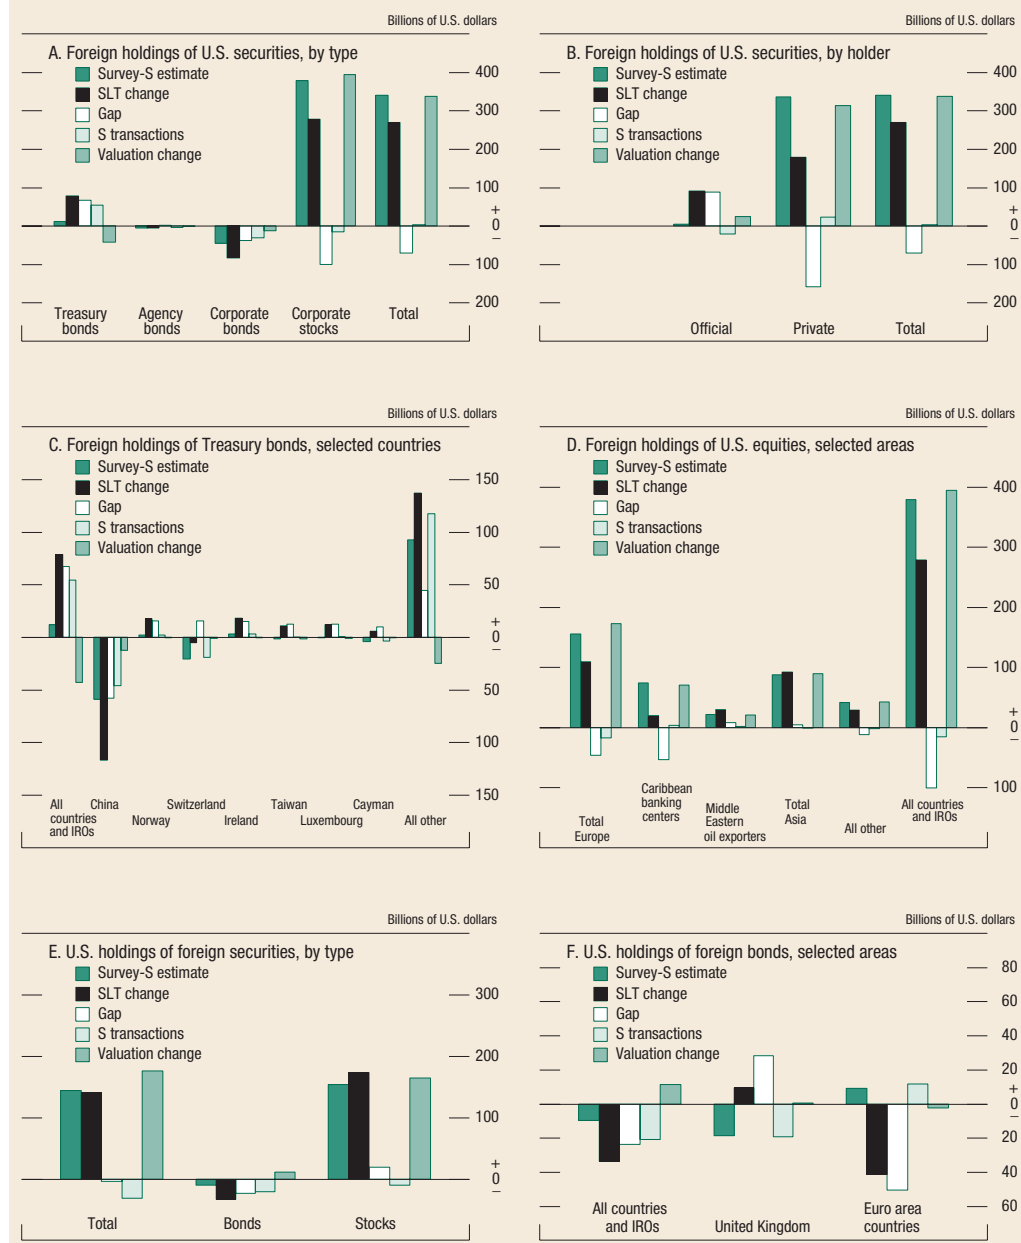 Billions of U.S. dollars
A. Foreign holdings of U.S. securities, by type
Survey-S estimate
SLT change
Gap
S transactions
Valuation change
400
300
200
100
+
0
–
100
200
Treasury bonds
Agency bonds
Corporate bonds
Corporate stocks
Total
Billions of U.S. dollars
B. Foreign holdings of U.S. securities, by holder
Survey-S estimate
SLT change
Gap
S transactions
Valuation change
400
300
200
100
+
0
–
100
200
Official
Private
Total
Billions of U.S. dollars
C. Foreign holdings of Treasury bonds, selected countries
Survey-S estimate
SLT change
Gap
S transactions
Valuation change
150
100
50
+
0
–
50
100
150
All countries and IROs
China
Norway
Switzerland
Ireland
Taiwan
Luxembourg
Cayman
All other
Billions of U.S. dollars
D. Foreign holdings of U.S. equities, selected areas
Survey-S estimate
SLT change
Gap
S transactions
Valuation change
400
300
200
100
+
0
–
100
Total Europe
Caribbean banking centers
Middle Eastern oil exporters
Total Asia
All other
All countries and IROs
Billions of U.S. dollars
E. U.S. holdings of foreign securities, by type
Survey-S estimate
SLT change
Gap
S transactions
Valuation change
300
200
100
+
0
–
Total
Bonds
Stocks
Billions of U.S. dollars
F. U.S. holdings of foreign bonds, selected areas
Survey-S estimate
SLT change
Gap
S transactions
Valuation change
80
60
40
20
+
0
–
20
40
60
All countries and IROs
United Kingdom
Euro area countries